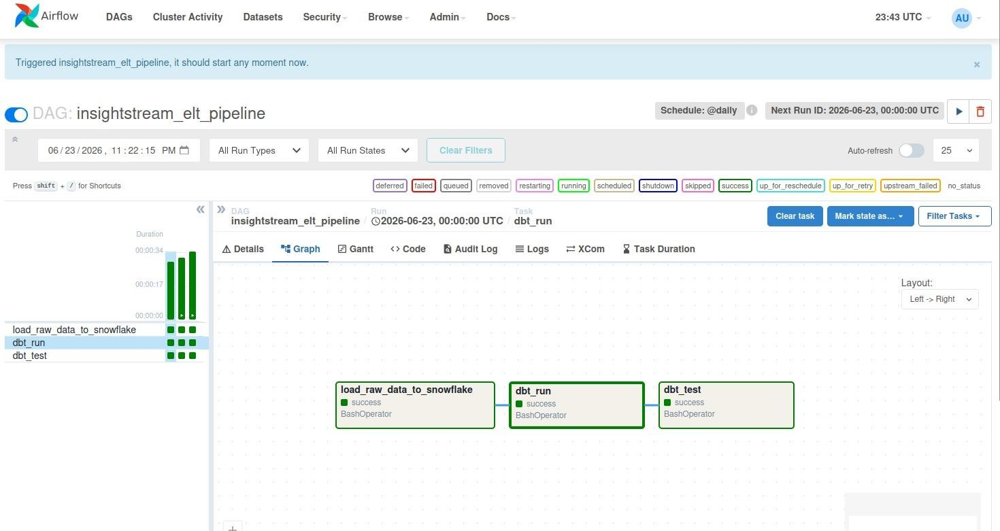 Airflow DAGs Cluster Activity Datasets Security Browse Admin Docs 23:43 UTC AU
Triggered insightstream_elt_pipeline, it should start any moment now. ×
DAG: insightstream_elt_pipeline Schedule: @daily i Next Run ID: 2026-06-23, 00:00:00 UTC
06/23/2026, 11:22:15 PM All Run Types All Run States Clear Filters Auto-refresh 25
Press shift + / for Shortcuts deferred failed queued removed restarting running scheduled shutdown skipped success up_for_reschedule up_for_retry upstream_failed no_status
DAG Run Task
insightstream_elt_pipeline / 2026-06-23, 00:00:00 UTC / dbt_run Clear task Mark state as... Filter Tasks
Duration
00:00:34
00:00:17
00:00:00
load_raw_data_to_snowflake
dbt_run
dbt_test
Details Graph Gantt Code Audit Log Logs XCom Task Duration
Layout:
Left -> Right
load_raw_data_to_snowflake
success
BashOperator
dbt_run
success
BashOperator
dbt_test
success
BashOperator